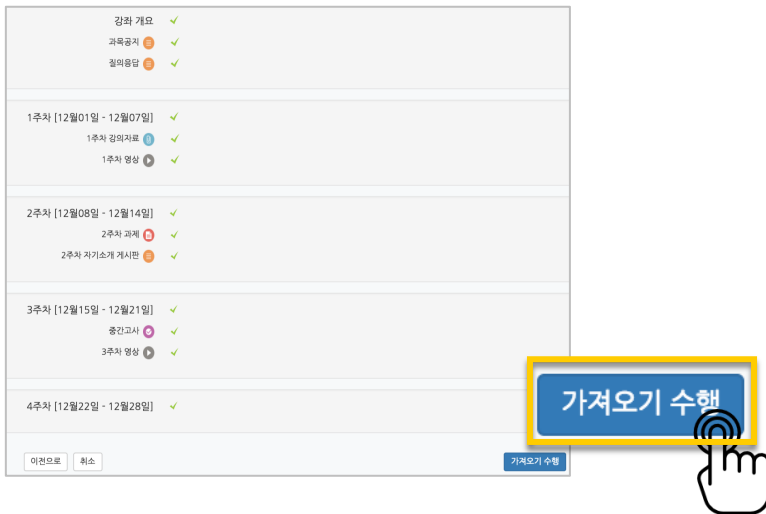 강좌 개요
과목공지
질의응답
1주차 [12월01일 - 12월07일]
1주차 강의자료
1주차 영상
2주차 [12월08일 - 12월14일]
2주차 과제
2주차 자기소개 게시판
3주차 [12월15일 - 12월21일]
중간고사
3주차 영상
4주차 [12월22일 - 12월28일]
가져오기 수행
이전으로 취소 가져오기 수행